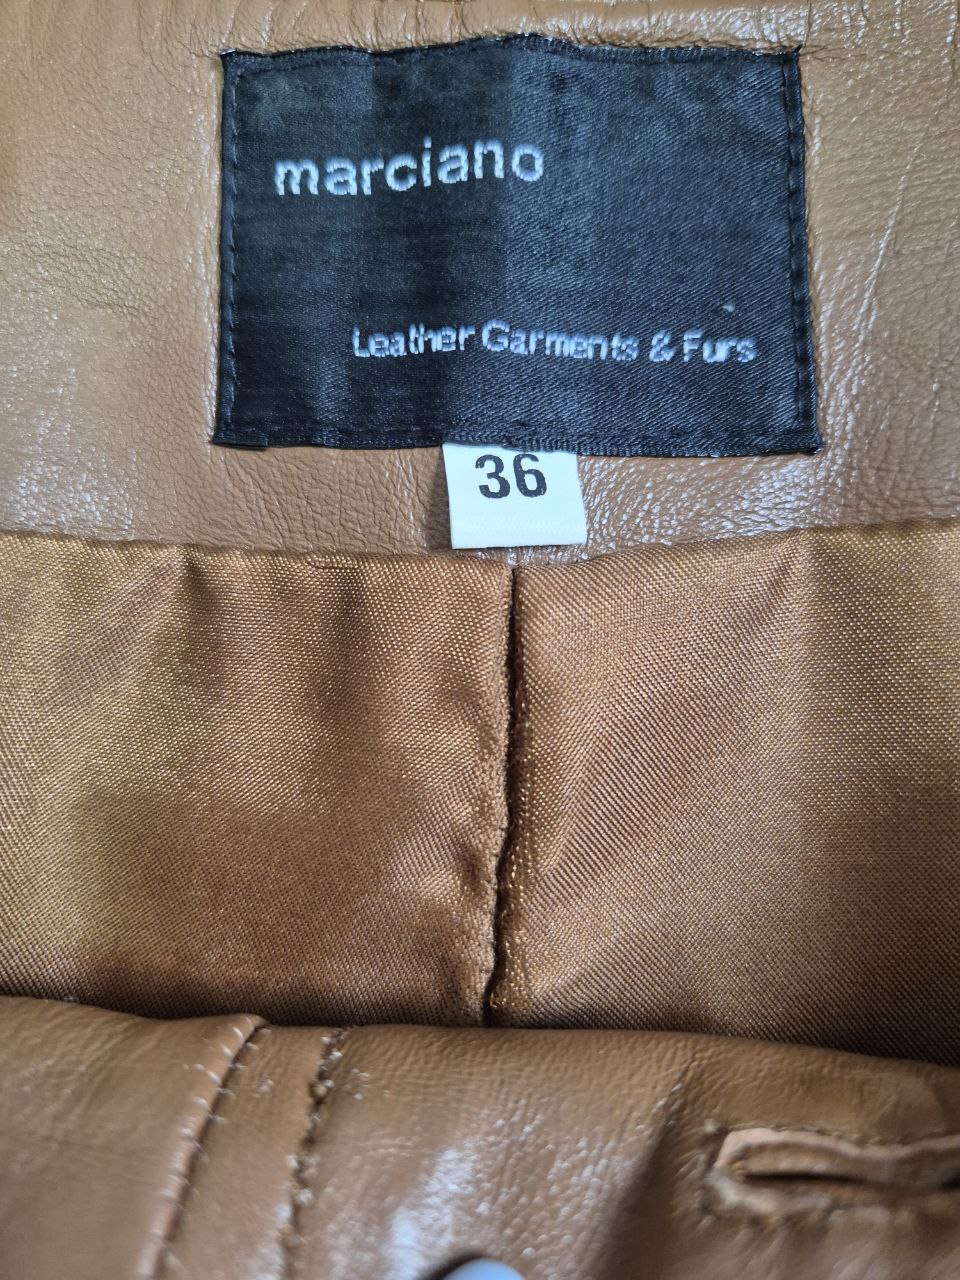 marciano
Leather Garments & Furs
36